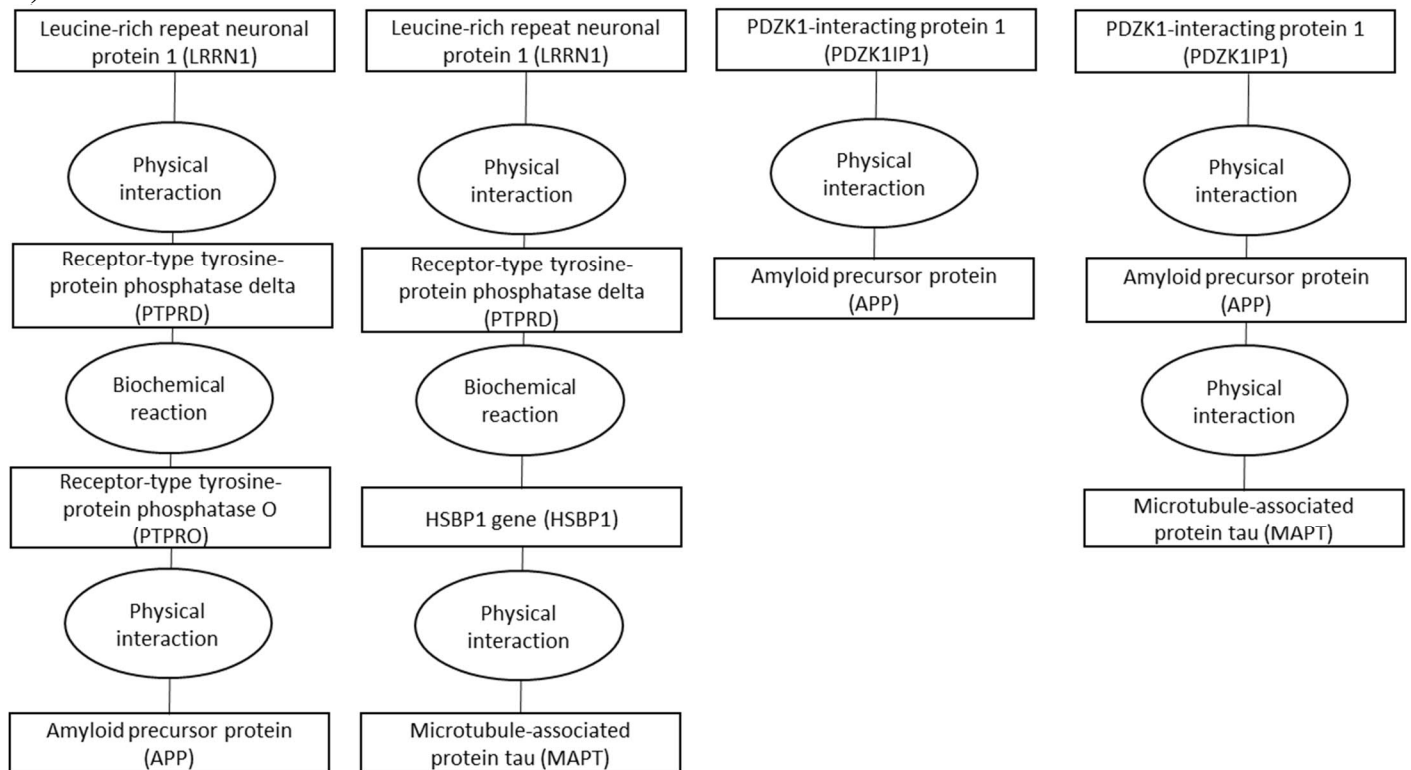 Leucine-rich repeat neuronal
protein 1 (LRRN1)
Physical
interaction
Receptor-type tyrosine-
protein phosphatase delta
(PTPRD)
Biochemical
reaction
Receptor-type tyrosine-
protein phosphatase O
(PTPRO)
Physical
interaction
Amyloid precursor protein
(APP)
Leucine-rich repeat neuronal
protein 1 (LRRN1)
Physical
interaction
Receptor-type tyrosine-
protein phosphatase delta
(PTPRD)
Biochemical
reaction
HSBP1 gene (HSBP1)
Physical
interaction
Microtubule-associated
protein tau (MAPT)
PDZK1-interacting protein 1
(PDZK1IP1)
Physical
interaction
Amyloid precursor protein
(APP)
PDZK1-interacting protein 1
(PDZK1IP1)
Physical
interaction
Amyloid precursor protein
(APP)
Physical
interaction
Microtubule-associated
protein tau (MAPT)